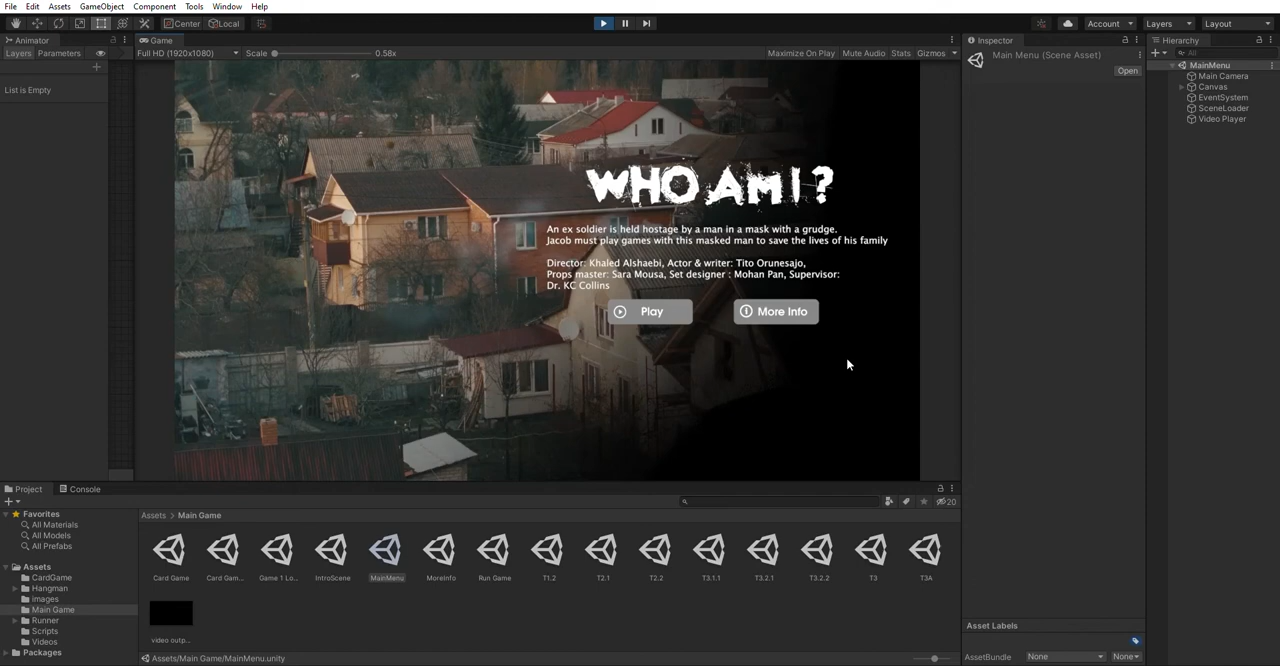 File Edit Assets GameObject Component Tools Window Help
Center Local Account Layers Layout
Animator
Layers Parameters
List is Empty
Game
Full HD (1920x1080) Scale 0.58x Maximize On Play Mute Audio Stats Gizmos
WHO AM I?
An ex soldier is held hostage by a man in a mask with a grudge.
Jacob must play games with this masked man to save the lives of his family
Director: Khaled Alshaebi, Actor & writer: Tito Orunesajo,
Props master: Sara Mousa, Set designer : Mohan Pan, Supervisor:
Dr. KC Collins
Play More Info
Inspector
Main Menu (Scene Asset)
Open
Asset Labels
AssetBundle None None
Hierarchy
All
MainMenu
Main Camera
Canvas
EventSystem
SceneLoader
Video Player
Project Console
20
Favorites
All Materials
All Models
All Prefabs
Assets
CardGame
Hangman
images
Main Game
Runner
Scripts
Videos
Packages
Assets > Main Game
Card Game Card Gam... Game 1 Lo... IntroScene MainMenu MoreInfo Run Game T1.2 T2.1 T2.2 T3.1.1 T3.2.1 T3.2.2 T3 T3A
video outp...
Assets/Main Game/MainMenu.unity